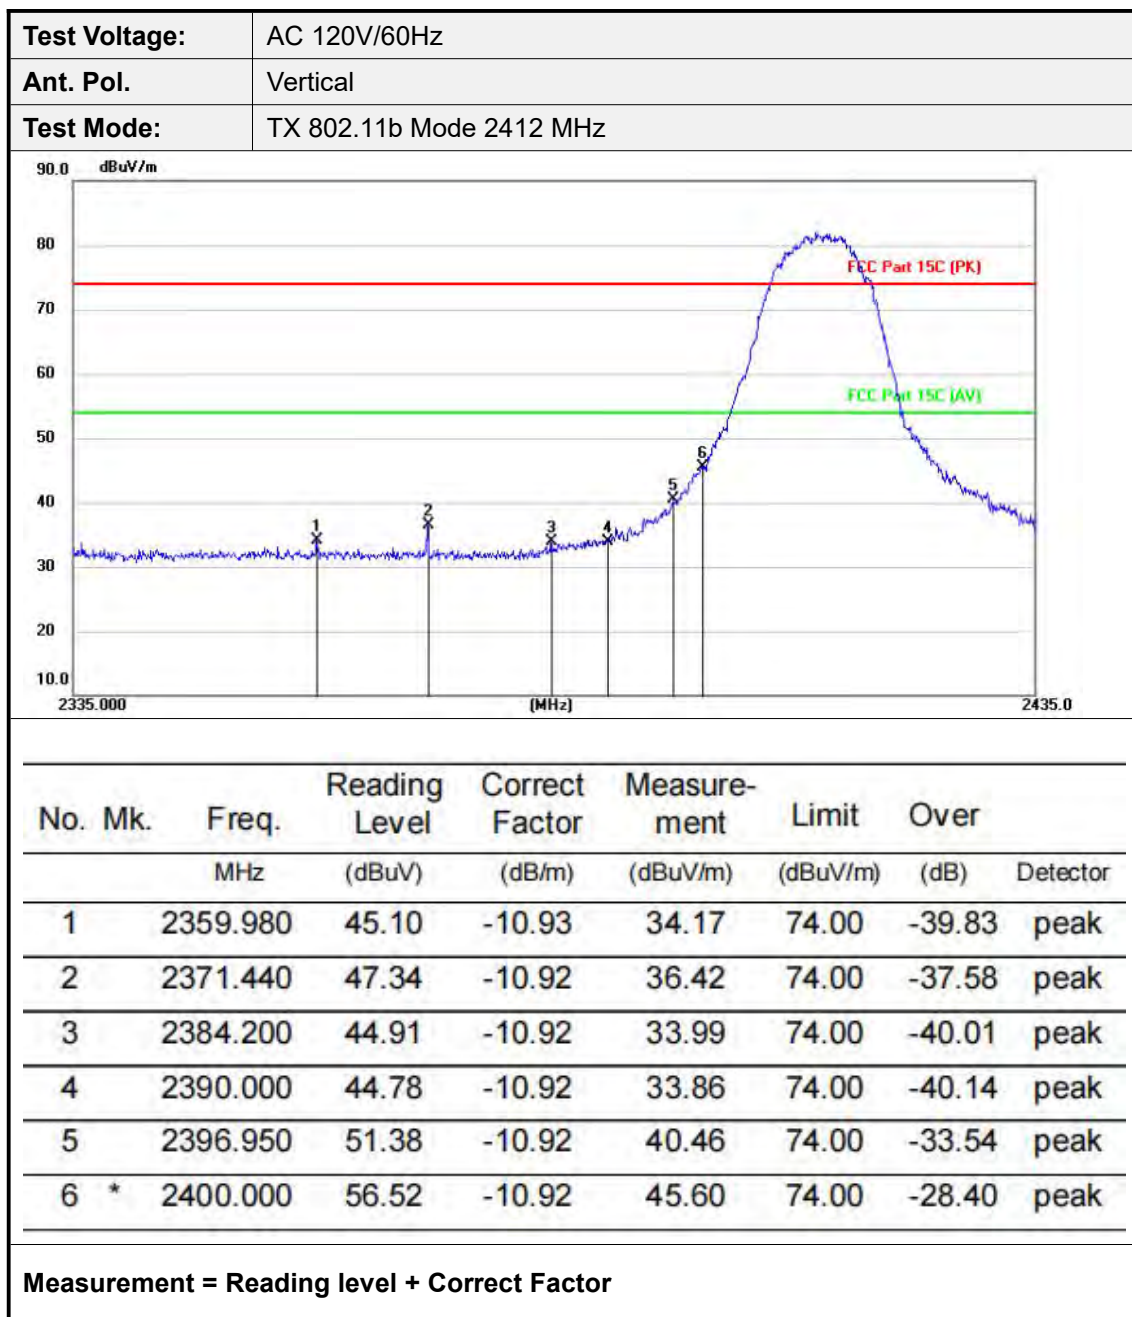 Test Voltage: AC 120V/60Hz
Ant. Pol. Vertical
Test Mode: TX 802.11b Mode 2412 MHz
90.0 dBuV/m
80
FCC Part 15C (PK)
70
60
FCC Part 15C (AV)
50
6
5
40
1 2 3 4
30
20
10.0
2335.000 (MHz) 2435.0
No. Mk. Freq. Reading Level Correct Factor Measure-ment Limit Over
MHz (dBuV) (dB/m) (dBuV/m) (dBuV/m) (dB) Detector
1 2359.980 45.10 -10.93 34.17 74.00 -39.83 peak
2 2371.440 47.34 -10.92 36.42 74.00 -37.58 peak
3 2384.200 44.91 -10.92 33.99 74.00 -40.01 peak
4 2390.000 44.78 -10.92 33.86 74.00 -40.14 peak
5 2396.950 51.38 -10.92 40.46 74.00 -33.54 peak
6 * 2400.000 56.52 -10.92 45.60 74.00 -28.40 peak
Measurement = Reading level + Correct Factor